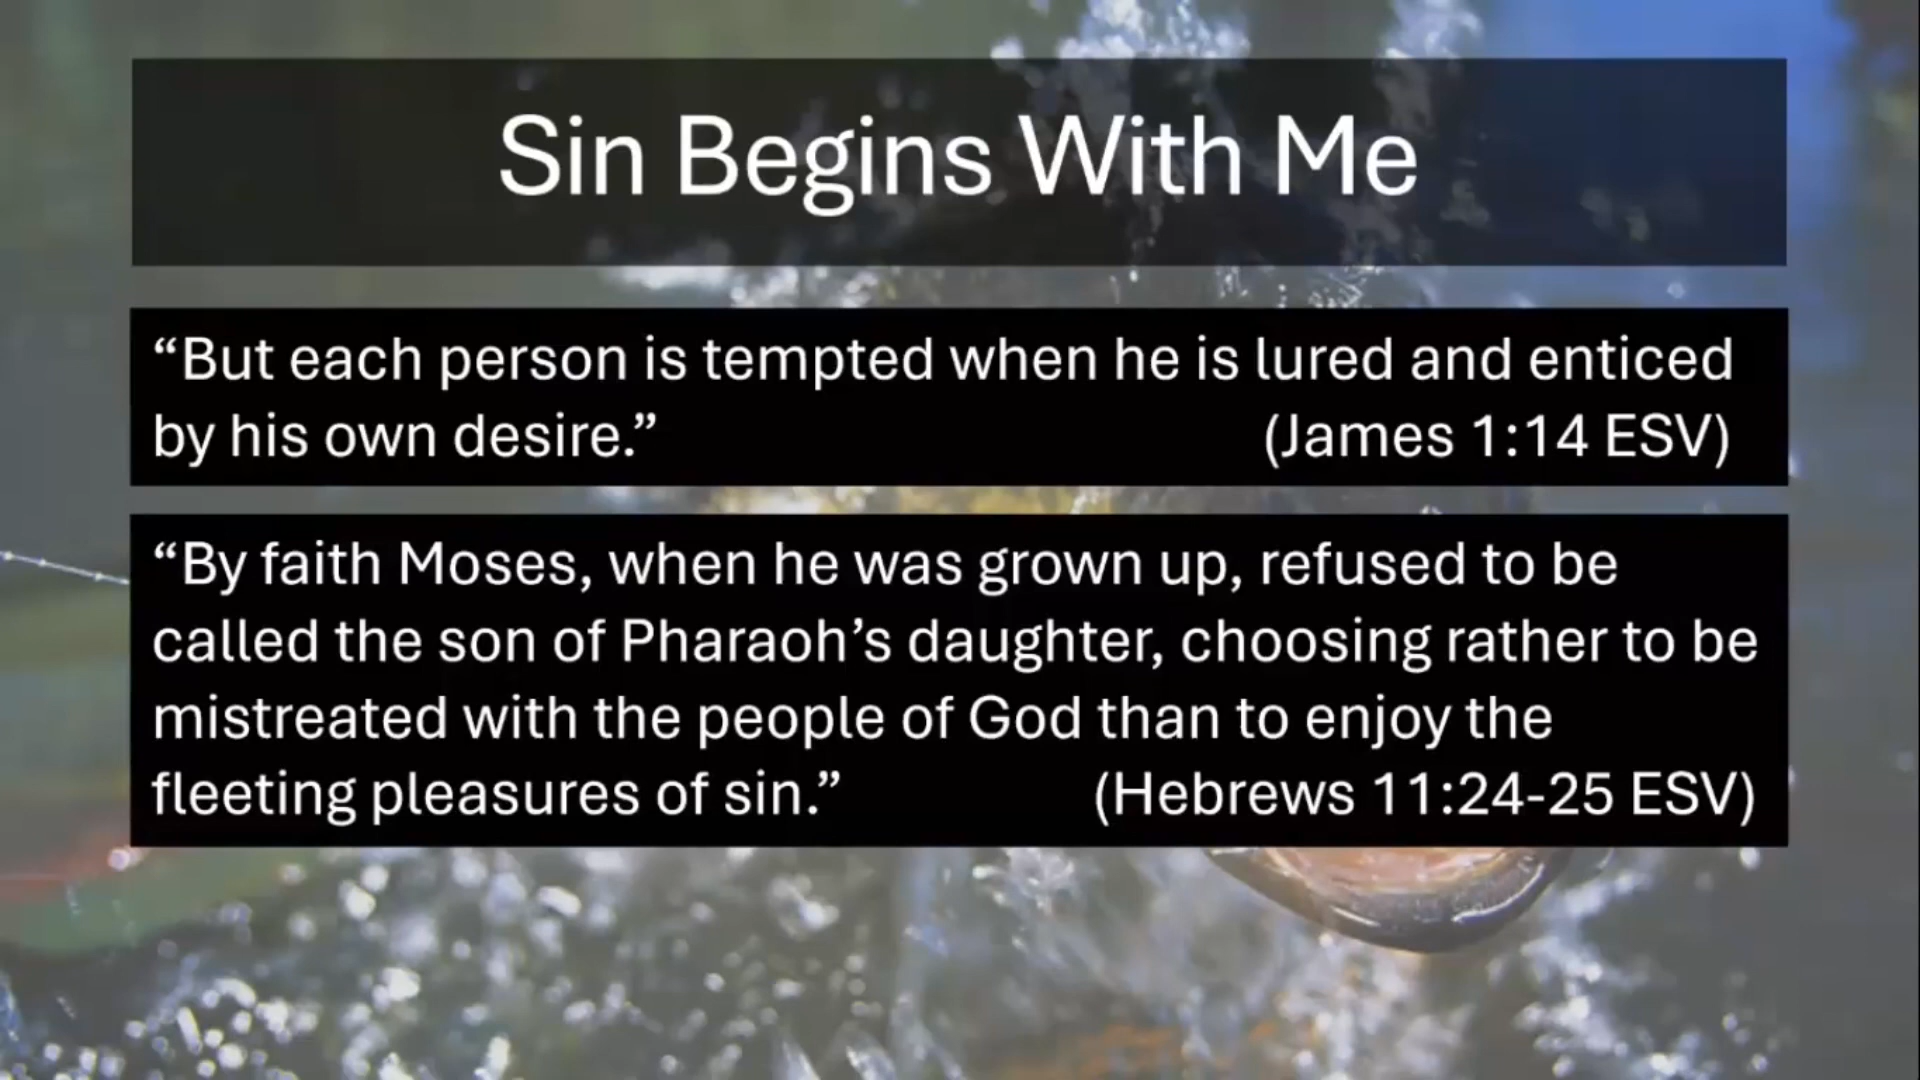 Sin Begins With Me
“But each person is tempted when he is lured and enticed
by his own desire.” (James 1:14 ESV)
“By faith Moses, when he was grown up, refused to be
called the son of Pharaoh’s daughter, choosing rather to be
mistreated with the people of God than to enjoy the
fleeting pleasures of sin.” (Hebrews 11:24-25 ESV)